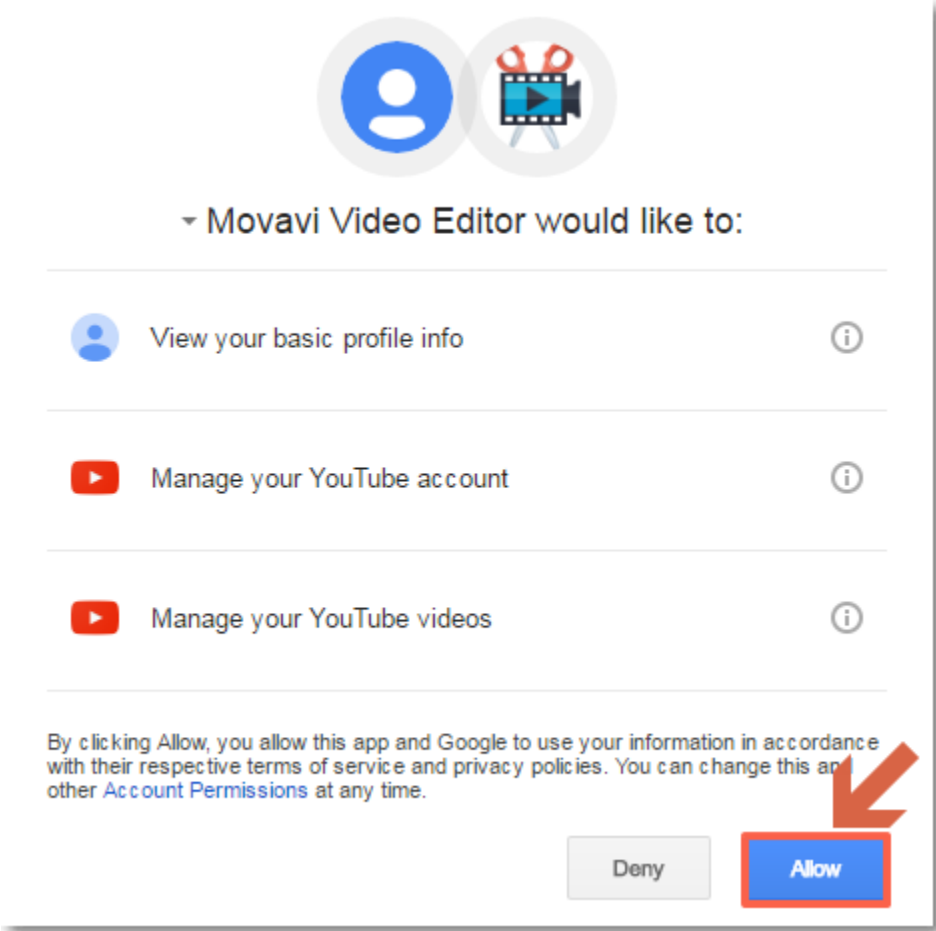 Movavi Video Editor would like to:
View your basic profile info
Manage your YouTube account
Manage your YouTube videos
By clicking Allow, you allow this app and Google to use your information in accordance
with their respective terms of service and privacy policies. You can change this and
other Account Permissions at any time.
Deny
Allow